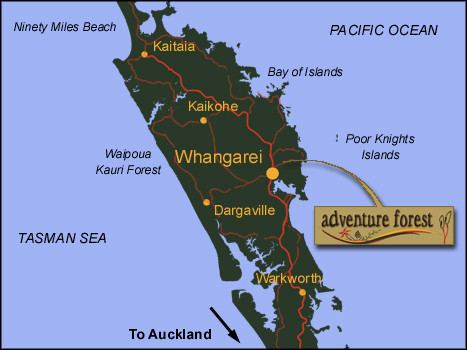 Ninety Miles Beach
PACIFIC OCEAN
Kaitaia
Bay of Islands
Kaikohe
Poor Knights
Islands
Waipoua
Kauri Forest
Whangarei
Dargaville
adventure forest
TASMAN SEA
Warkworth
To Auckland